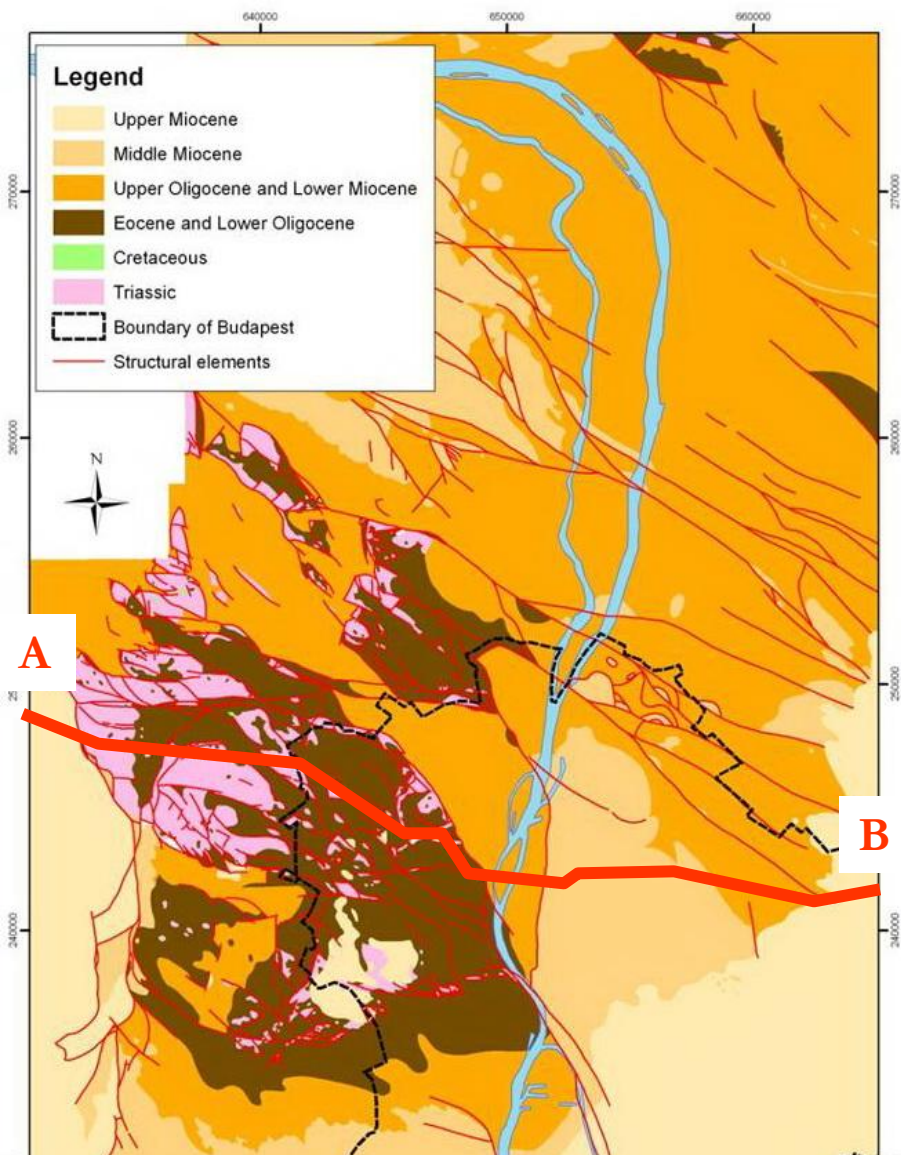 640000 650000 660000
Legend
Upper Miocene
Middle Miocene
Upper Oligocene and Lower Miocene
Eocene and Lower Oligocene
Cretaceous
Triassic
Boundary of Budapest
Structural elements
270000 270000
260000 260000
N
A
250000
B
240000 240000